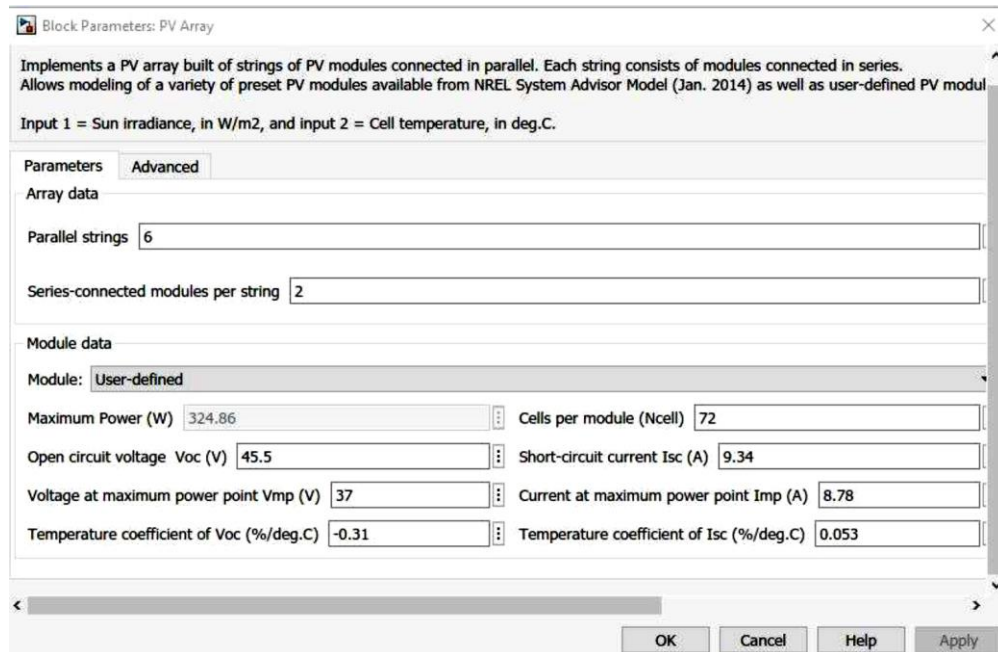 Block Parameters: PV Array
Implements a PV array built of strings of PV modules connected in parallel. Each string consists of modules connected in series.
Allows modeling of a variety of preset PV modules available from NREL System Advisor Model (Jan. 2014) as well as user-defined PV modul
Input 1 = Sun irradiance, in W/m2, and input 2 = Cell temperature, in deg.C.
Parameters Advanced
Array data
Parallel strings 6
Series-connected modules per string 2
Module data
Module: User-defined
Maximum Power (W) 324.86 Cells per module (Ncell) 72
Open circuit voltage Voc (V) 45.5 Short-circuit current Isc (A) 9.34
Voltage at maximum power point Vmp (V) 37 Current at maximum power point Imp (A) 8.78
Temperature coefficient of Voc (%/deg.C) -0.31 Temperature coefficient of Isc (%/deg.C) 0.053
OK Cancel Help Apply